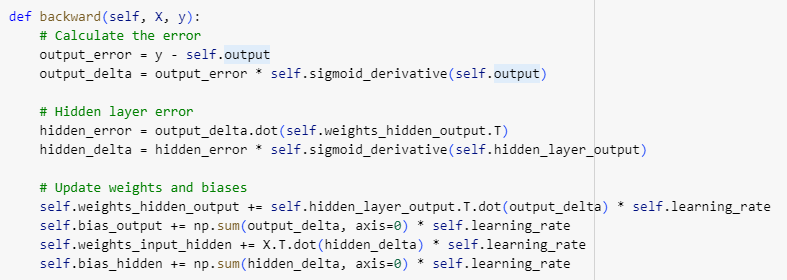 def backward(self, X, y):
    # Calculate the error
    output_error = y - self.output
    output_delta = output_error * self.sigmoid_derivative(self.output)

    # Hidden layer error
    hidden_error = output_delta.dot(self.weights_hidden_output.T)
    hidden_delta = hidden_error * self.sigmoid_derivative(self.hidden_layer_output)

    # Update weights and biases
    self.weights_hidden_output += self.hidden_layer_output.T.dot(output_delta) * self.learning_rate
    self.bias_output += np.sum(output_delta, axis=0) * self.learning_rate
    self.weights_input_hidden += X.T.dot(hidden_delta) * self.learning_rate
    self.bias_hidden += np.sum(hidden_delta, axis=0) * self.learning_rate